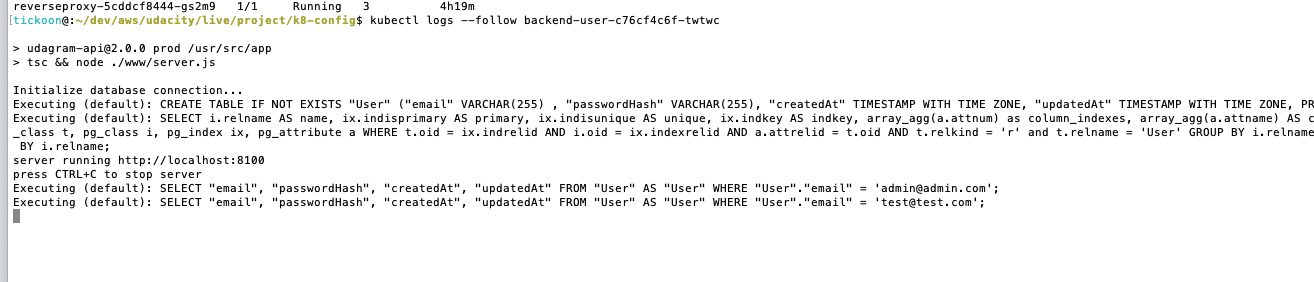 reverseproxy-5cddcf8444-gs2m9   1/1     Running   3          4h19m
[tickoon@:~/dev/aws/udacity/live/project/k8-config$ kubectl logs --follow backend-user-c76cf4c6f-twtwc
> udagram-api@2.0.0 prod /usr/src/app
> tsc && node ./www/server.js
Initialize database connection...
Executing (default): CREATE TABLE IF NOT EXISTS "User" ("email" VARCHAR(255) , "passwordHash" VARCHAR(255), "createdAt" TIMESTAMP WITH TIME ZONE, "updatedAt" TIMESTAMP WITH TIME ZONE, PR
Executing (default): SELECT i.relname AS name, ix.indisprimary AS primary, ix.indisunique AS unique, ix.indkey AS indkey, array_agg(a.attnum) as column_indexes, array_agg(a.attname) AS c
_class t, pg_class i, pg_index ix, pg_attribute a WHERE t.oid = ix.indrelid AND i.oid = ix.indexrelid AND a.attrelid = t.oid AND t.relkind = 'r' and t.relname = 'User' GROUP BY i.relname
BY i.relname;
server running http://localhost:8100
press CTRL+C to stop server
Executing (default): SELECT "email", "passwordHash", "createdAt", "updatedAt" FROM "User" AS "User" WHERE "User"."email" = 'admin@admin.com';
Executing (default): SELECT "email", "passwordHash", "createdAt", "updatedAt" FROM "User" AS "User" WHERE "User"."email" = 'test@test.com';